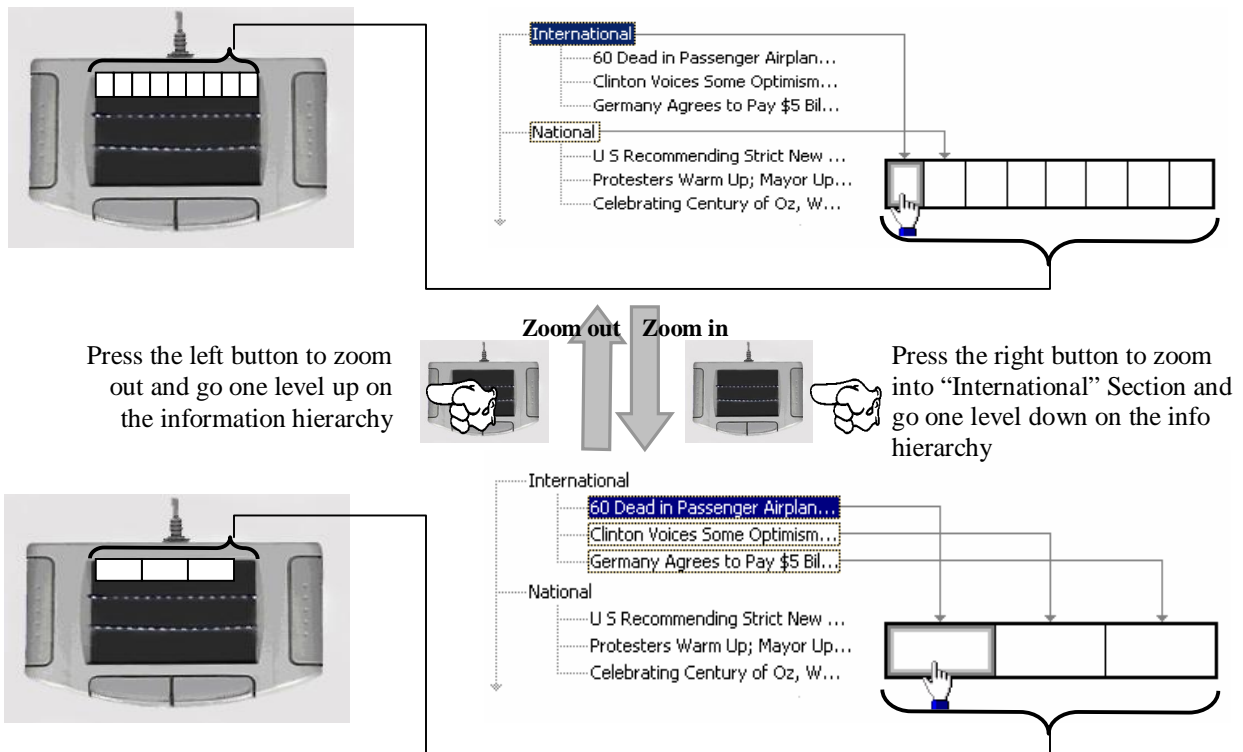 International
60 Dead in Passenger Airplan...
Clinton Voices Some Optimism...
Germany Agrees to Pay $5 Bil...
National
U S Recommending Strict New ...
Protesters Warm Up; Mayor Up...
Celebrating Century of Oz, W...
Zoom out Zoom in
Press the left button to zoom
out and go one level up on
the information hierarchy
Press the right button to zoom
into “International” Section and
go one level down on the info
hierarchy
International
60 Dead in Passenger Airplan...
Clinton Voices Some Optimism...
Germany Agrees to Pay $5 Bil...
National
U S Recommending Strict New ...
Protesters Warm Up; Mayor Up...
Celebrating Century of Oz, W...